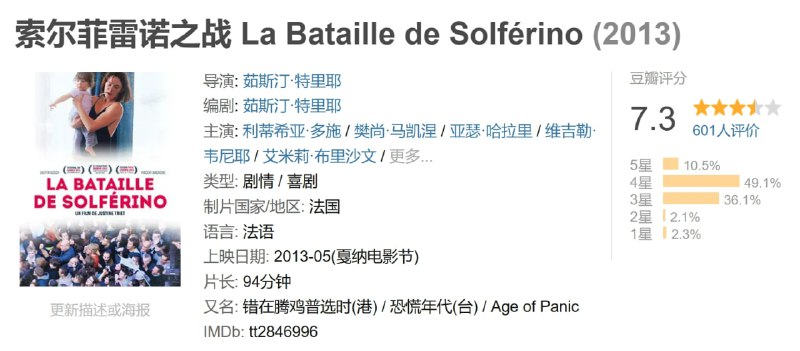 索尔菲雷诺之战 La Bataille de Solférino (2013)
LA BATAILLE
DE SOLFÉRINO
UN FILM DE JUSTINE TRIET
更新描述或海报
导演: 茹斯汀·特里耶
编剧: 茹斯汀·特里耶
主演: 利蒂希亚·多施 / 樊尚·马凯涅 / 亚瑟·哈拉里 / 维吉勒·
韦尼耶 / 艾米莉·布里沙文 / 更多...
类型: 剧情 / 喜剧
制片国家/地区: 法国
语言: 法语
上映日期: 2013-05(戛纳电影节)
片长: 94分钟
又名: 错在腾鸡普选时(港) / 恐慌年代(台) / Age of Panic
IMDb: tt2846996
豆瓣评分
7.3
601人评价
5星 10.5%
4星 49.1%
3星 36.1%
2星 2.1%
1星 2.3%